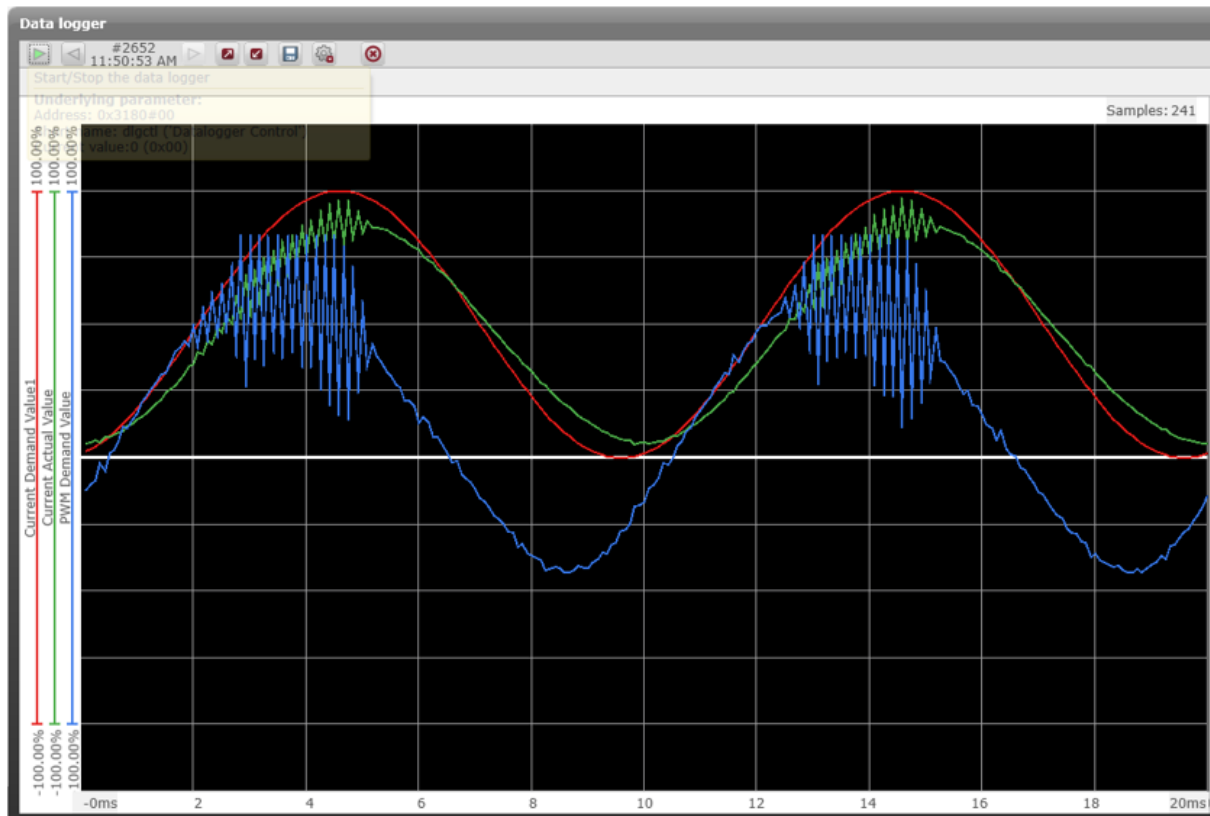 Data logger
#2652
11:50:53 AM
Start/Stop the data logger
Underlying parameter:
Address: 0x3180#00
name: dlgctl ("Datalogger Control")
value:0 (0x00)
Samples: 241
100.00%
100.00%
100.00%
Current Demand Value1
Current Actual Value
PWM Demand Value
-100.00%
-100.00%
100.00%
-0ms
2
4
6
8
10
12
14
16
18
20ms